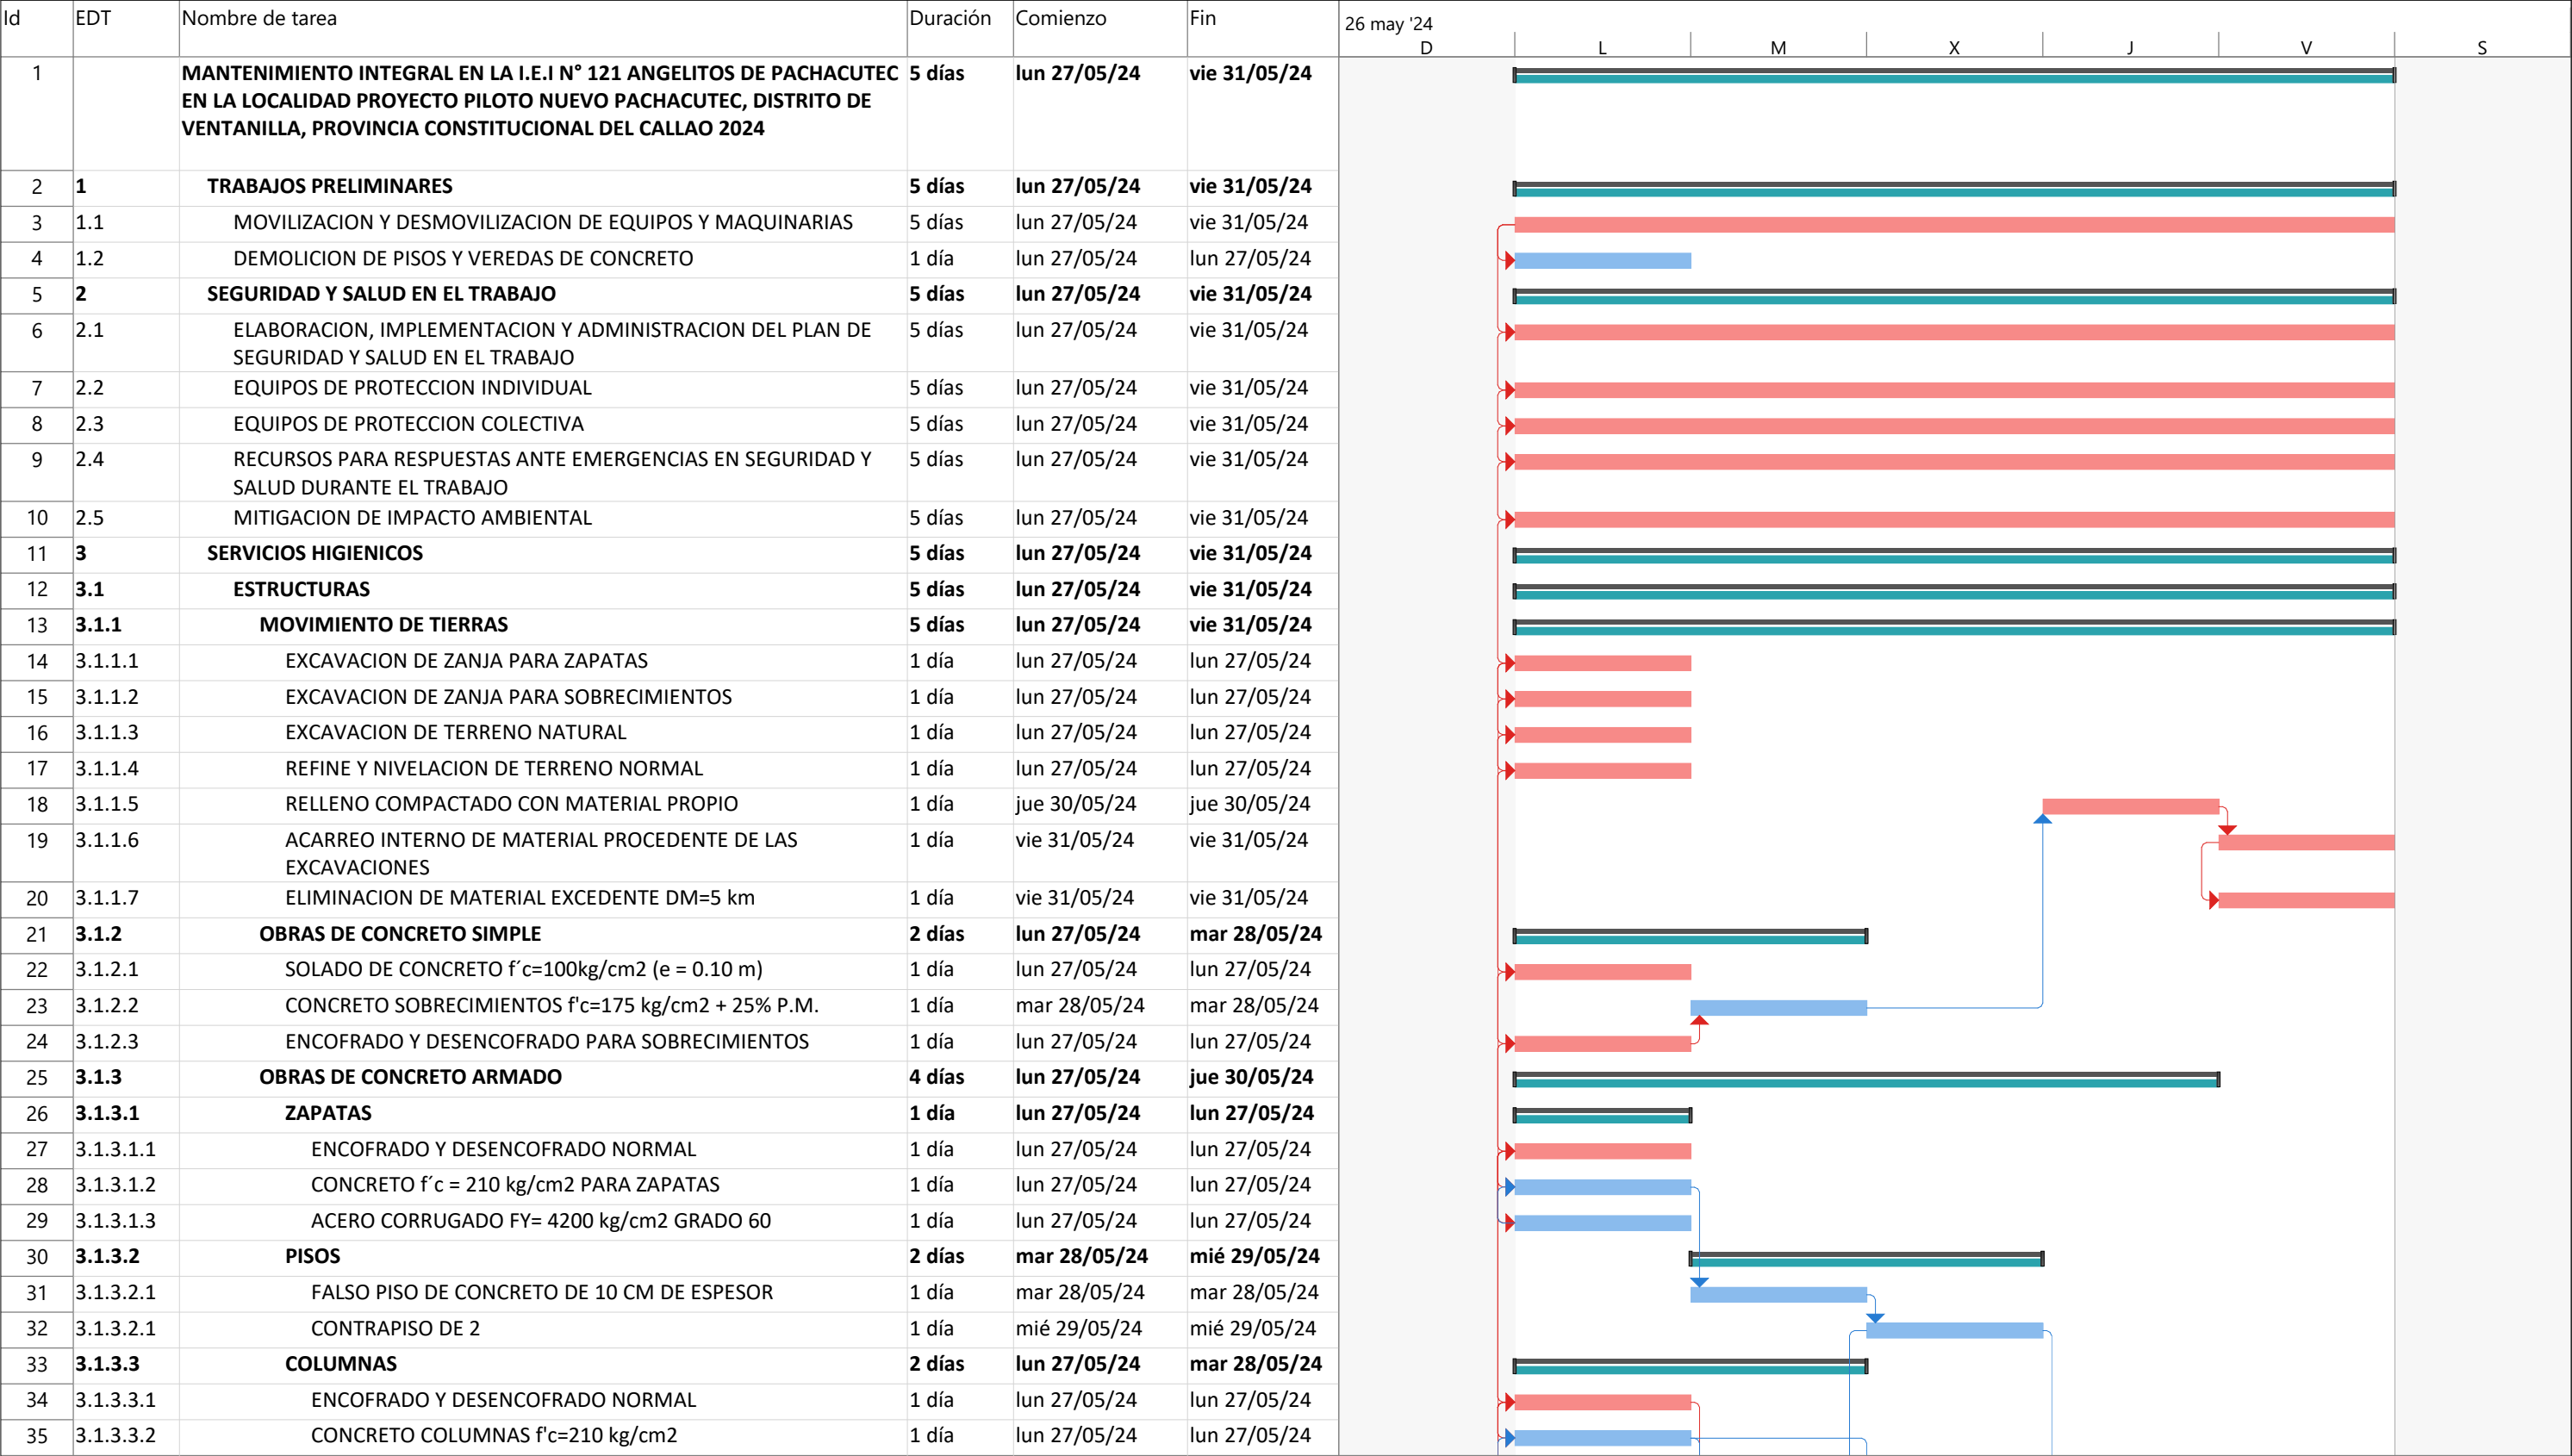 Id EDT Nombre de tarea Duración Comienzo Fin 26 may '24
D L M X J V S
1 MANTENIMIENTO INTEGRAL EN LA I.E.I N° 121 ANGELITOS DE PACHACUTEC 5 días lun 27/05/24 vie 31/05/24
EN LA LOCALIDAD PROYECTO PILOTO NUEVO PACHACUTEC, DISTRITO DE
VENTANILLA, PROVINCIA CONSTITUCIONAL DEL CALLAO 2024
2 1 TRABAJOS PRELIMINARES 5 días lun 27/05/24 vie 31/05/24
3 1.1 MOVILIZACION Y DESMOVILIZACION DE EQUIPOS Y MAQUINARIAS 5 días lun 27/05/24 vie 31/05/24
4 1.2 DEMOLICION DE PISOS Y VEREDAS DE CONCRETO 1 día lun 27/05/24 lun 27/05/24
5 2 SEGURIDAD Y SALUD EN EL TRABAJO 5 días lun 27/05/24 vie 31/05/24
6 2.1 ELABORACION, IMPLEMENTACION Y ADMINISTRACION DEL PLAN DE 5 días lun 27/05/24 vie 31/05/24
SEGURIDAD Y SALUD EN EL TRABAJO
7 2.2 EQUIPOS DE PROTECCION INDIVIDUAL 5 días lun 27/05/24 vie 31/05/24
8 2.3 EQUIPOS DE PROTECCION COLECTIVA 5 días lun 27/05/24 vie 31/05/24
9 2.4 RECURSOS PARA RESPUESTAS ANTE EMERGENCIAS EN SEGURIDAD Y 5 días lun 27/05/24 vie 31/05/24
SALUD DURANTE EL TRABAJO
10 2.5 MITIGACION DE IMPACTO AMBIENTAL 5 días lun 27/05/24 vie 31/05/24
11 3 SERVICIOS HIGIENICOS 5 días lun 27/05/24 vie 31/05/24
12 3.1 ESTRUCTURAS 5 días lun 27/05/24 vie 31/05/24
13 3.1.1 MOVIMIENTO DE TIERRAS 5 días lun 27/05/24 vie 31/05/24
14 3.1.1.1 EXCAVACION DE ZANJA PARA ZAPATAS 1 día lun 27/05/24 lun 27/05/24
15 3.1.1.2 EXCAVACION DE ZANJA PARA SOBRECIMIENTOS 1 día lun 27/05/24 lun 27/05/24
16 3.1.1.3 EXCAVACION DE TERRENO NATURAL 1 día lun 27/05/24 lun 27/05/24
17 3.1.1.4 REFINE Y NIVELACION DE TERRENO NORMAL 1 día lun 27/05/24 lun 27/05/24
18 3.1.1.5 RELLENO COMPACTADO CON MATERIAL PROPIO 1 día jue 30/05/24 jue 30/05/24
19 3.1.1.6 ACARREO INTERNO DE MATERIAL PROCEDENTE DE LAS 1 día vie 31/05/24 vie 31/05/24
EXCAVACIONES
20 3.1.1.7 ELIMINACION DE MATERIAL EXCEDENTE DM=5 km 1 día vie 31/05/24 vie 31/05/24
21 3.1.2 OBRAS DE CONCRETO SIMPLE 2 días lun 27/05/24 mar 28/05/24
22 3.1.2.1 SOLADO DE CONCRETO f´c=100kg/cm2 (e = 0.10 m) 1 día lun 27/05/24 lun 27/05/24
23 3.1.2.2 CONCRETO SOBRECIMIENTOS f'c=175 kg/cm2 + 25% P.M. 1 día mar 28/05/24 mar 28/05/24
24 3.1.2.3 ENCOFRADO Y DESENCOFRADO PARA SOBRECIMIENTOS 1 día lun 27/05/24 lun 27/05/24
25 3.1.3 OBRAS DE CONCRETO ARMADO 4 días lun 27/05/24 jue 30/05/24
26 3.1.3.1 ZAPATAS 1 día lun 27/05/24 lun 27/05/24
27 3.1.3.1.1 ENCOFRADO Y DESENCOFRADO NORMAL 1 día lun 27/05/24 lun 27/05/24
28 3.1.3.1.2 CONCRETO f´c = 210 kg/cm2 PARA ZAPATAS 1 día lun 27/05/24 lun 27/05/24
29 3.1.3.1.3 ACERO CORRUGADO FY= 4200 kg/cm2 GRADO 60 1 día lun 27/05/24 lun 27/05/24
30 3.1.3.2 PISOS 2 días mar 28/05/24 mié 29/05/24
31 3.1.3.2.1 FALSO PISO DE CONCRETO DE 10 CM DE ESPESOR 1 día mar 28/05/24 mar 28/05/24
32 3.1.3.2.1 CONTRAPISO DE 2 1 día mié 29/05/24 mié 29/05/24
33 3.1.3.3 COLUMNAS 2 días lun 27/05/24 mar 28/05/24
34 3.1.3.3.1 ENCOFRADO Y DESENCOFRADO NORMAL 1 día lun 27/05/24 lun 27/05/24
35 3.1.3.3.2 CONCRETO COLUMNAS f'c=210 kg/cm2 1 día lun 27/05/24 lun 27/05/24